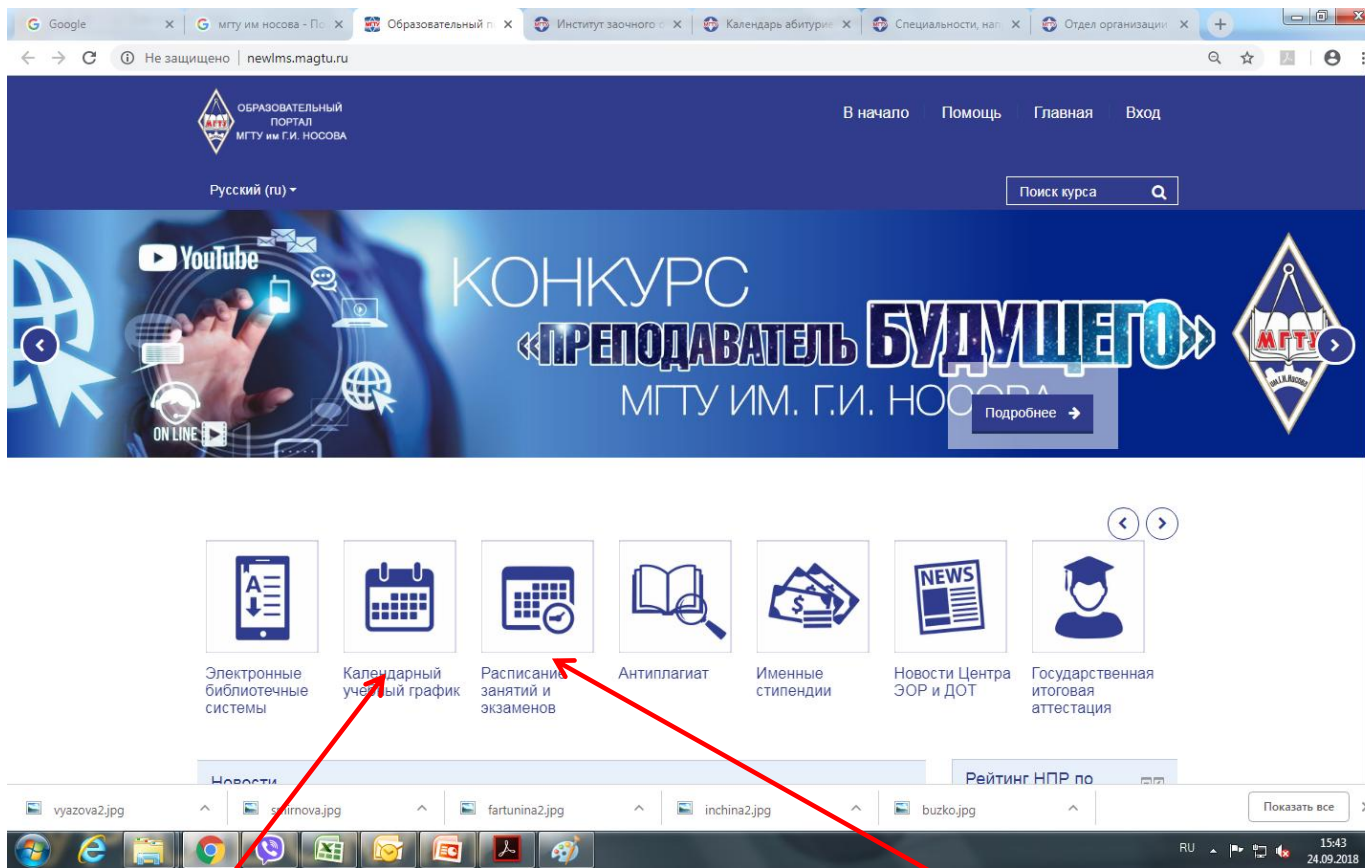 Google
мгту им носова - По
Образовательный п
Институт заочного о
Календарь абитурие
Специальности, нап
Отдел организации
Не защищено | newlms.magtu.ru
ОБРАЗОВАТЕЛЬНЫЙ
ПОРТАЛ
МГТУ им Г.И. НОСОВА
МГТУ
В начало Помощь Главная Вход
Русский (ru)
Поиск курса
YouTube
ON LINE
КОНКУРС
«ПРЕПОДАВАТЕЛЬ БУДУЩЕГО»
МГТУ ИМ. Г.И. НОСОВА
МГТУ
им. Г.И. Носова
Подробнее
A
$
NEWS
Электронные
библиотечные
системы
Календарный
учебный график
Расписание
занятий и
экзаменов
Антиплагиат
Именные
стипендии
Новости Центра
ЭОР и ДОТ
Государственная
итоговая
аттестация
Новости
Рейтинг НПР по
vyazova2.jpg
smirnova.jpg
fartunina2.jpg
inchina2.jpg
buzko.jpg
Показать все
RU
15:43
24.09.2018